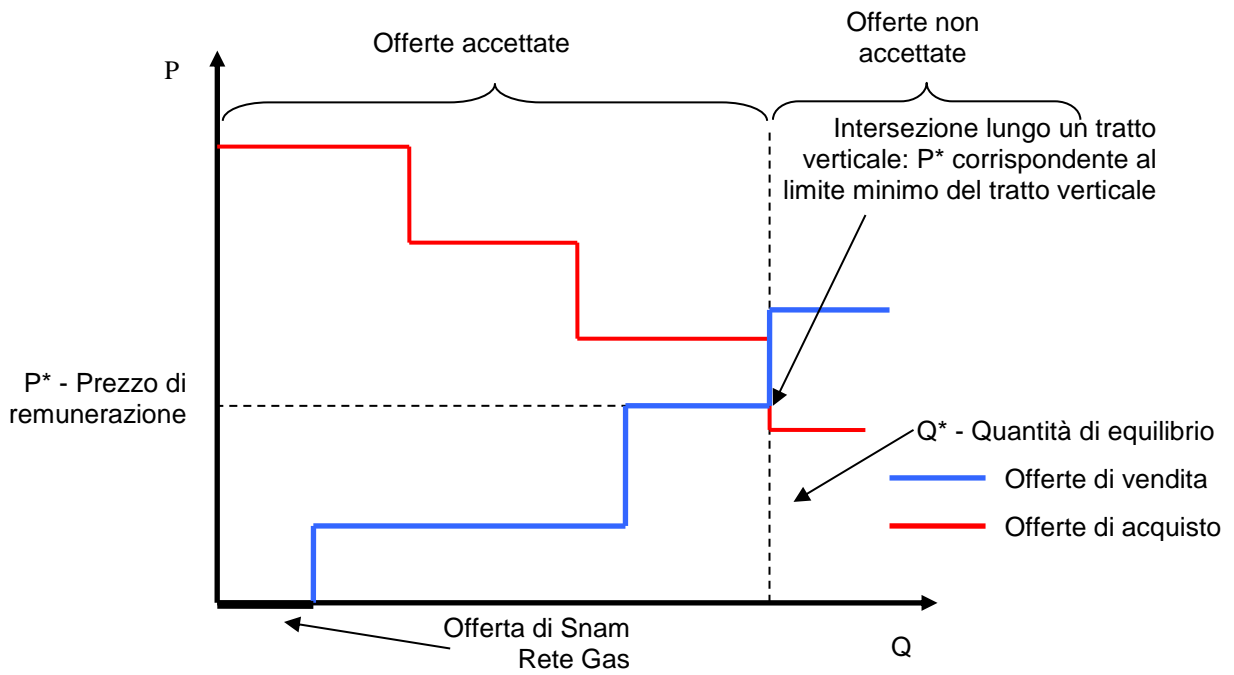 Offerte accettate
Offerte non
accettate
P
Intersezione lungo un tratto
verticale: P* corrispondente al
limite minimo del tratto verticale
P* - Prezzo di
remunerazione
Q* - Quantità di equilibrio
Offerte di vendita
Offerte di acquisto
Offerta di Snam
Rete Gas
Q